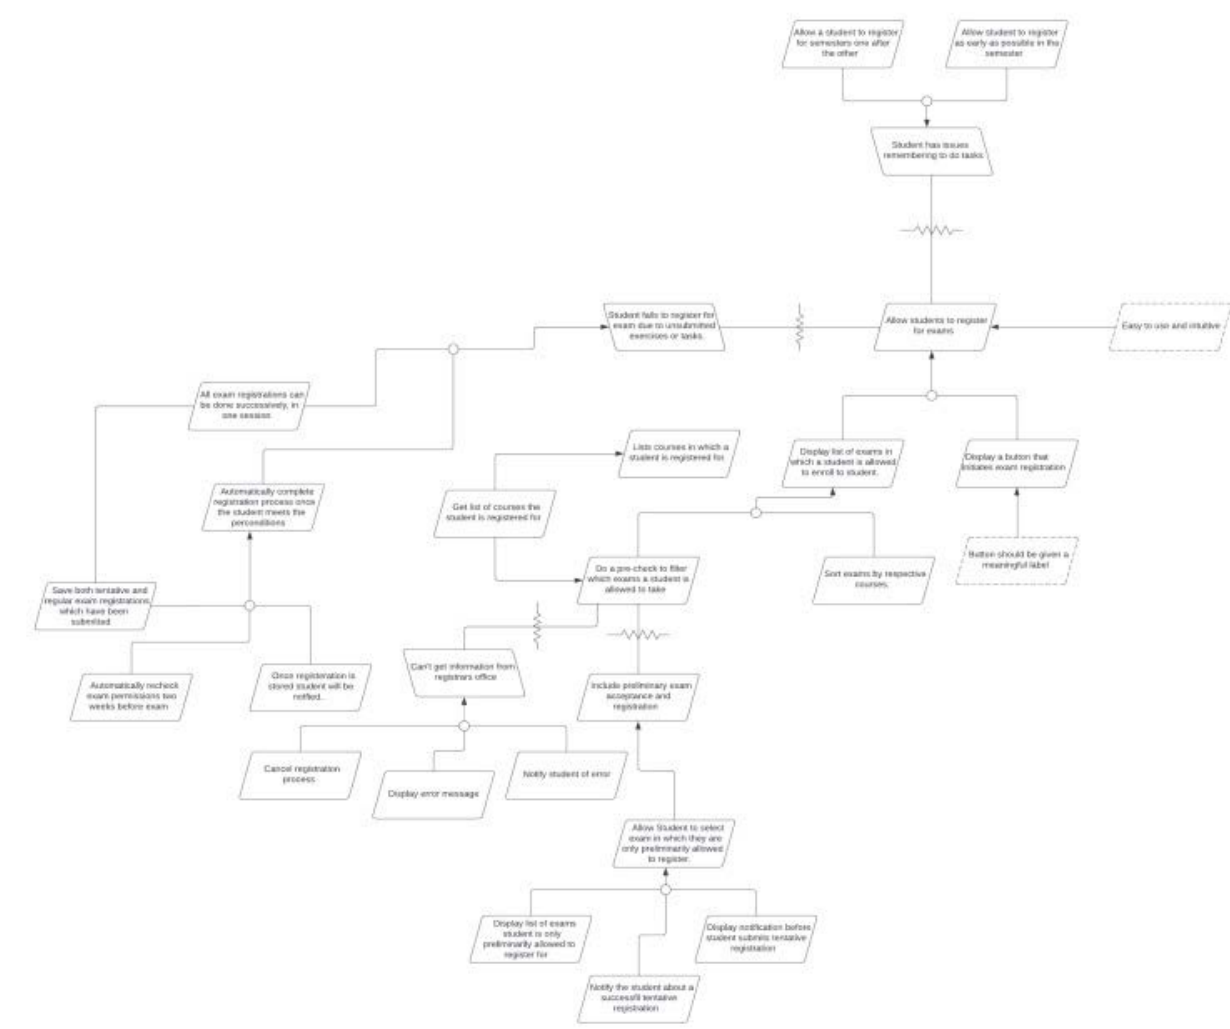 Allow a student to register
for semesters one after
the other
Allow student to register
as early as possible in the
semester
Student has issues
remembering to do tasks
Student fails to register for
exam due to unsubmitted
exercises or tasks.
Allow students to register
for exams
Easy to use and intuitive
All exam registrations can
be done successively, in
one session.
Lists courses in which a
student is registered for
Display list of exams in
which a student is allowed
to enroll to student.
Display a button that
initiates exam registration
Automatically complete
registration process once
the student meets the
perconditions
Get list of courses the
student is registered for
Button should be given a
meaningful label
Do a pre-check to filter
which exams a student is
allowed to take
Sort exams by respective
courses.
Save both tentative and
regular exam registrations
which have been
submitted
Automatically recheck
exam permissions two
weeks before exam
Once registeration is
stored student will be
notified.
Can't get information from
registrars office
Include preliminary exam
acceptance and
registration
Cancel registration
process
Display error message
Notify student of error
Allow Student to select
exam in which they are
only preliminarily allowed
to register.
Display list of exams
student is only
preliminarily allowed to
register for
Display notification before
student submits tentative
registration
Notify the student about a
successfil tentative
registration